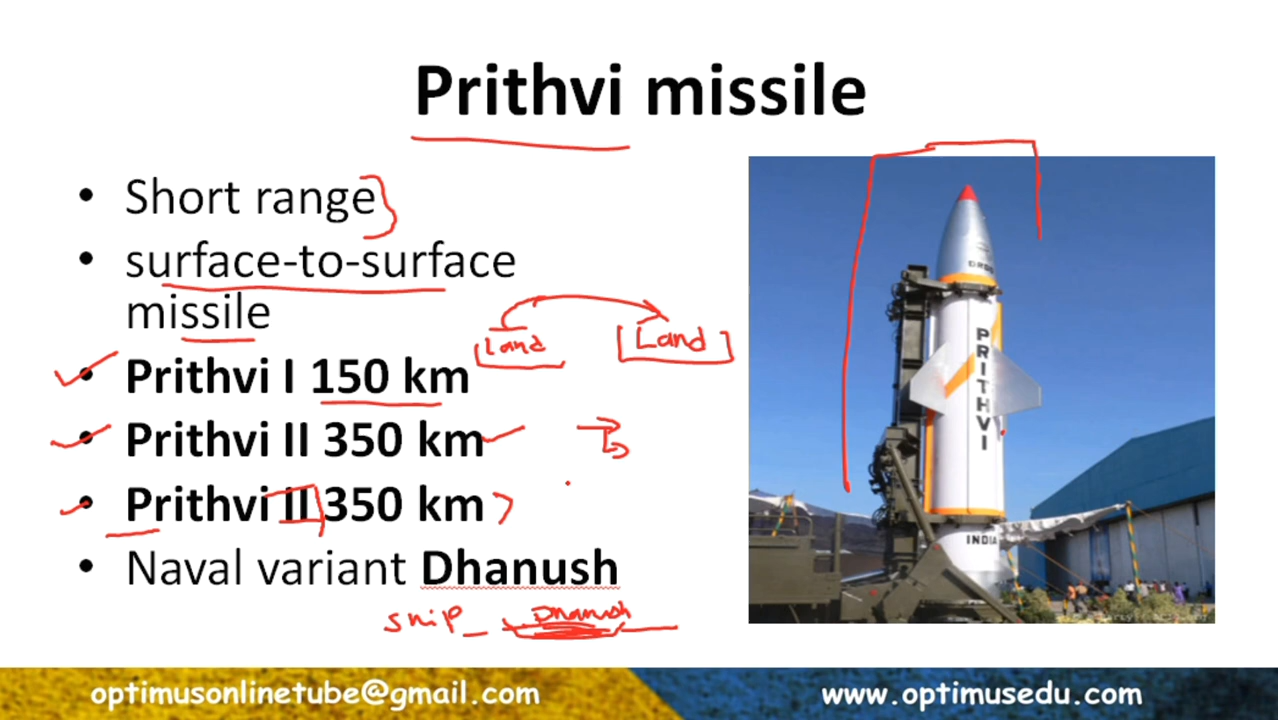 Prithvi missile
• Short range
• surface-to-surface
missile
Land
Land
• Prithvi I 150 km
• Prithvi II 350 km
• Prithvi II 350 km
• Naval variant Dhanush
ship Dhanush
DRDO
PRITHVI
INDIA
optimusonlinetube@gmail.com
www.optimusedu.com